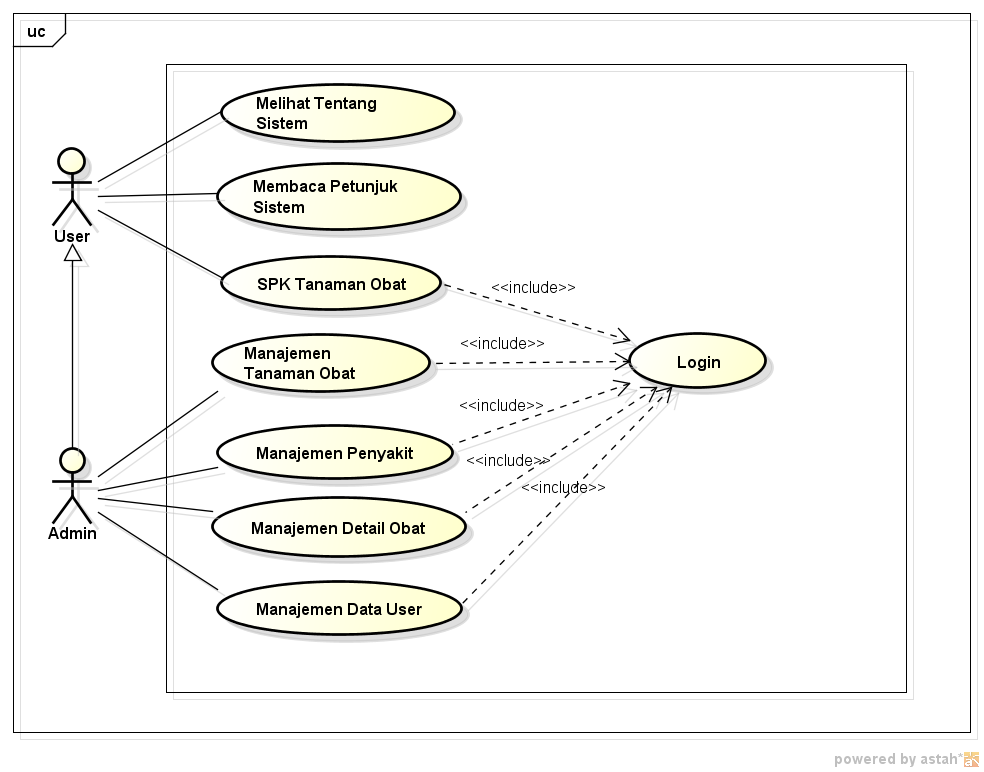 uc
Melihat Tentang
Sistem
Membaca Petunjuk
Sistem
User
SPK Tanaman Obat
<<include>>
Manajemen
Tanaman Obat
<<include>>
Login
<<include>>
Manajemen Penyakit
<<include>>
<<include>>
Manajemen Detail Obat
Admin
Manajemen Data User
powered by astah*